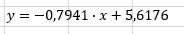 y = −0,7941 · x + 5,6176